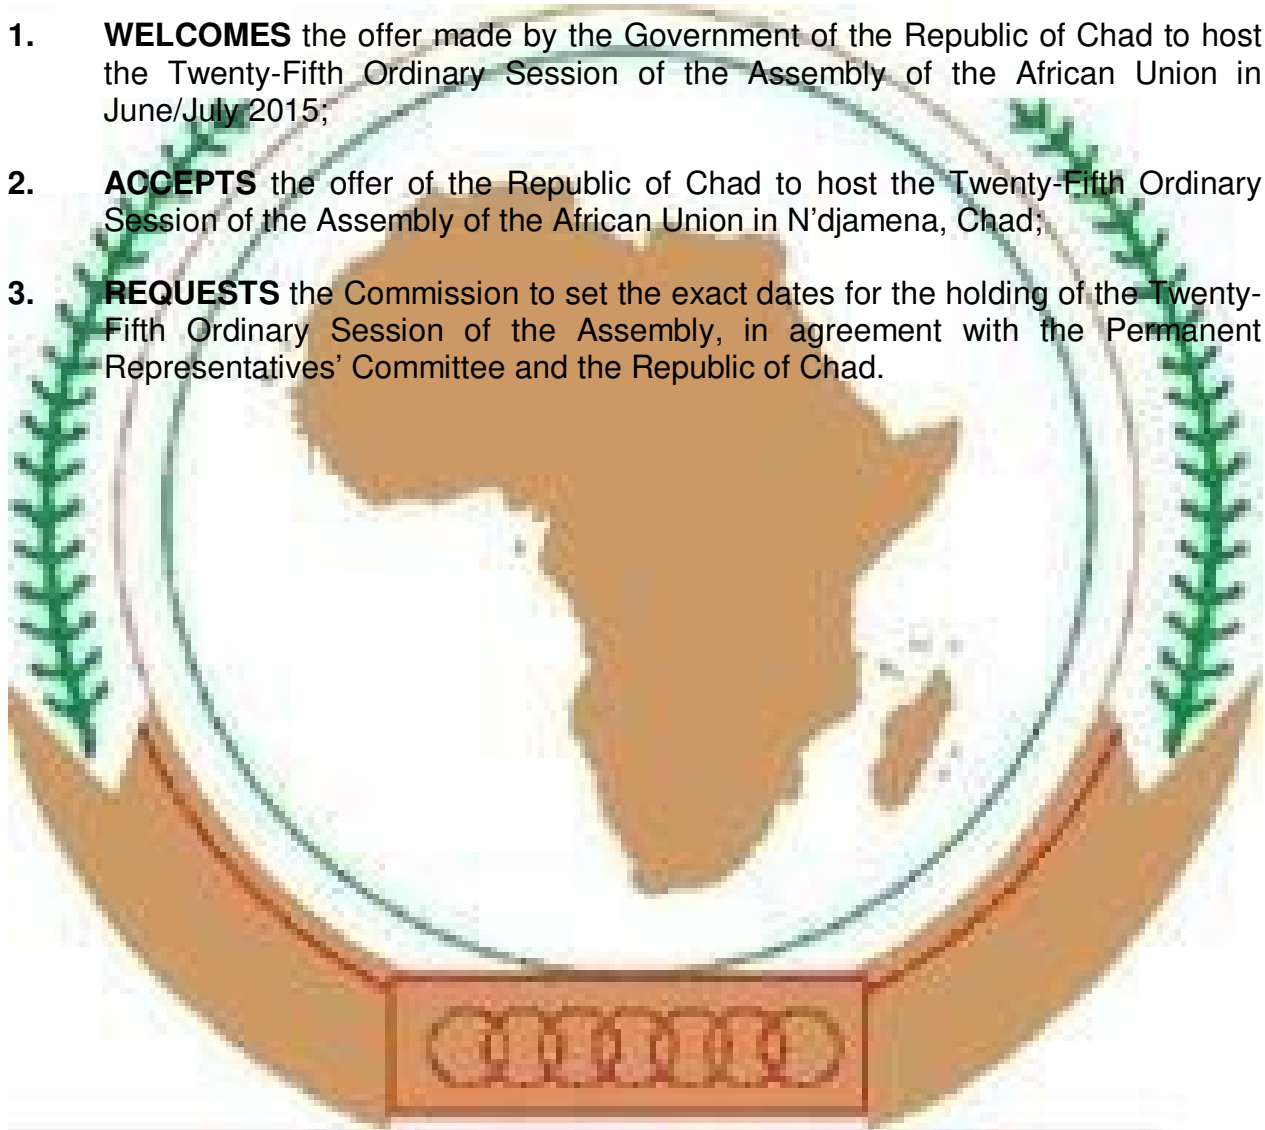 1. WELCOMES the offer made by the Government of the Republic of Chad to host
the Twenty-Fifth Ordinary Session of the Assembly of the African Union in
June/July 2015;
2. ACCEPTS the offer of the Republic of Chad to host the Twenty-Fifth Ordinary
Session of the Assembly of the African Union in N’djamena, Chad;
3. REQUESTS the Commission to set the exact dates for the holding of the Twenty-
Fifth Ordinary Session of the Assembly, in agreement with the Permanent
Representatives’ Committee and the Republic of Chad.